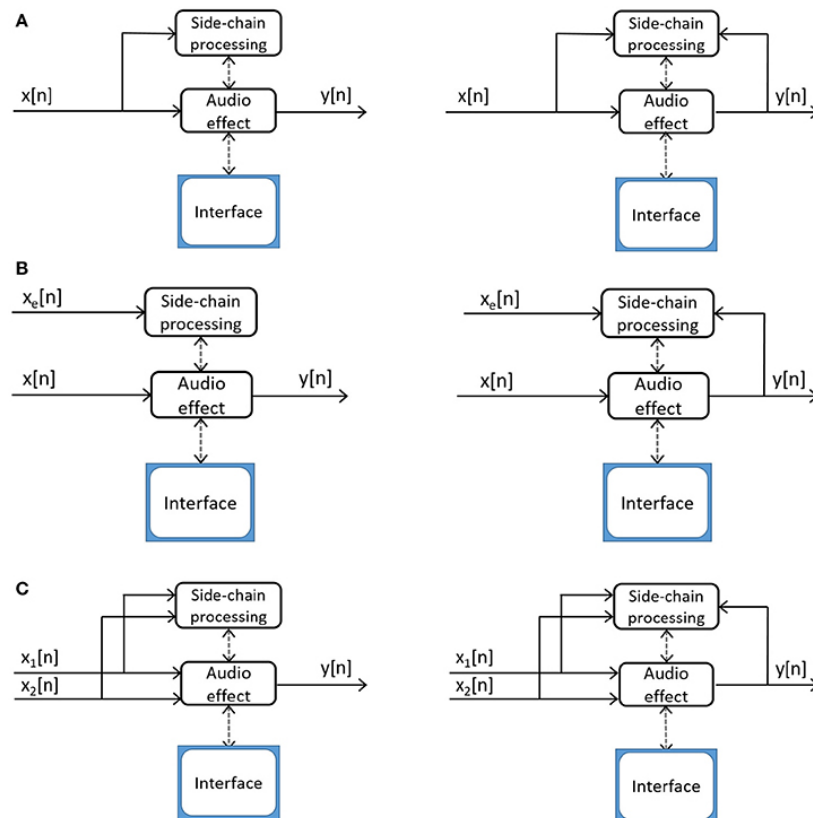 A
Side-chain
processing
x[n]
Audio
effect
y[n]
Interface
Side-chain
processing
x[n]
Audio
effect
y[n]
Interface
B
xₑ[n]
Side-chain
processing
x[n]
Audio
effect
y[n]
Interface
xₑ[n]
Side-chain
processing
x[n]
Audio
effect
y[n]
Interface
C
Side-chain
processing
x₁[n]
x₂[n]
Audio
effect
y[n]
Interface
Side-chain
processing
x₁[n]
x₂[n]
Audio
effect
y[n]
Interface